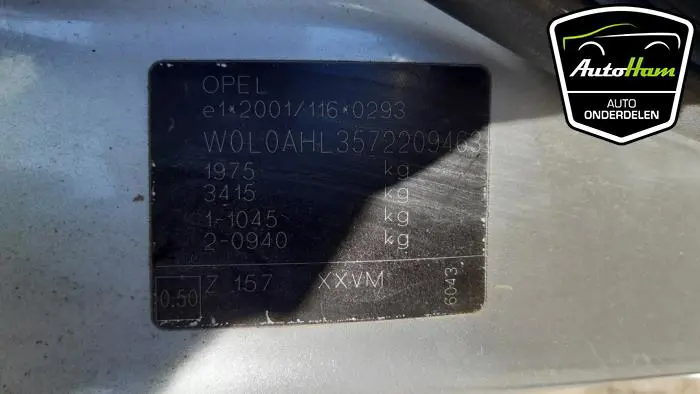 OPEL
e1*2001/116*0293
W0L0AHL3572209463
1975 kg
3415 kg
1-1045 kg
2-0940 kg
0.50 Z 157 XXVM
6043
AutoHam
AUTO
ONDERDELEN